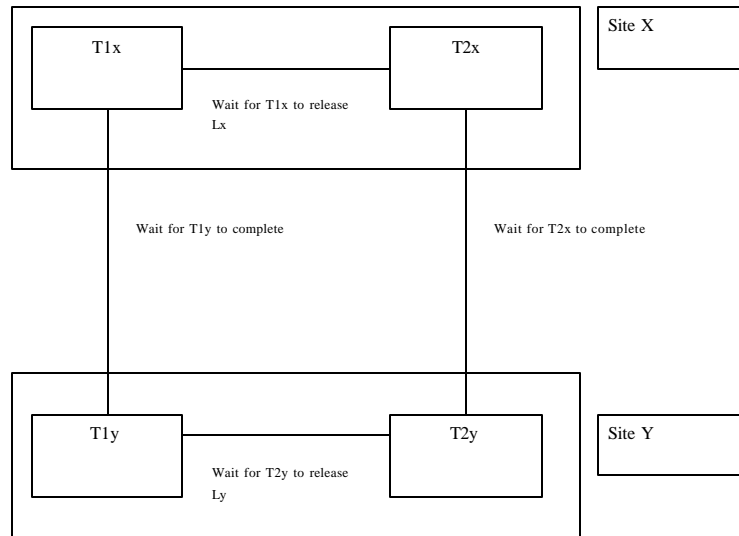 T1x
T2x
Site X
Wait for T1x to release
Lx
Wait for T1y to complete
Wait for T2x to complete
T1y
T2y
Site Y
Wait for T2y to release
Ly